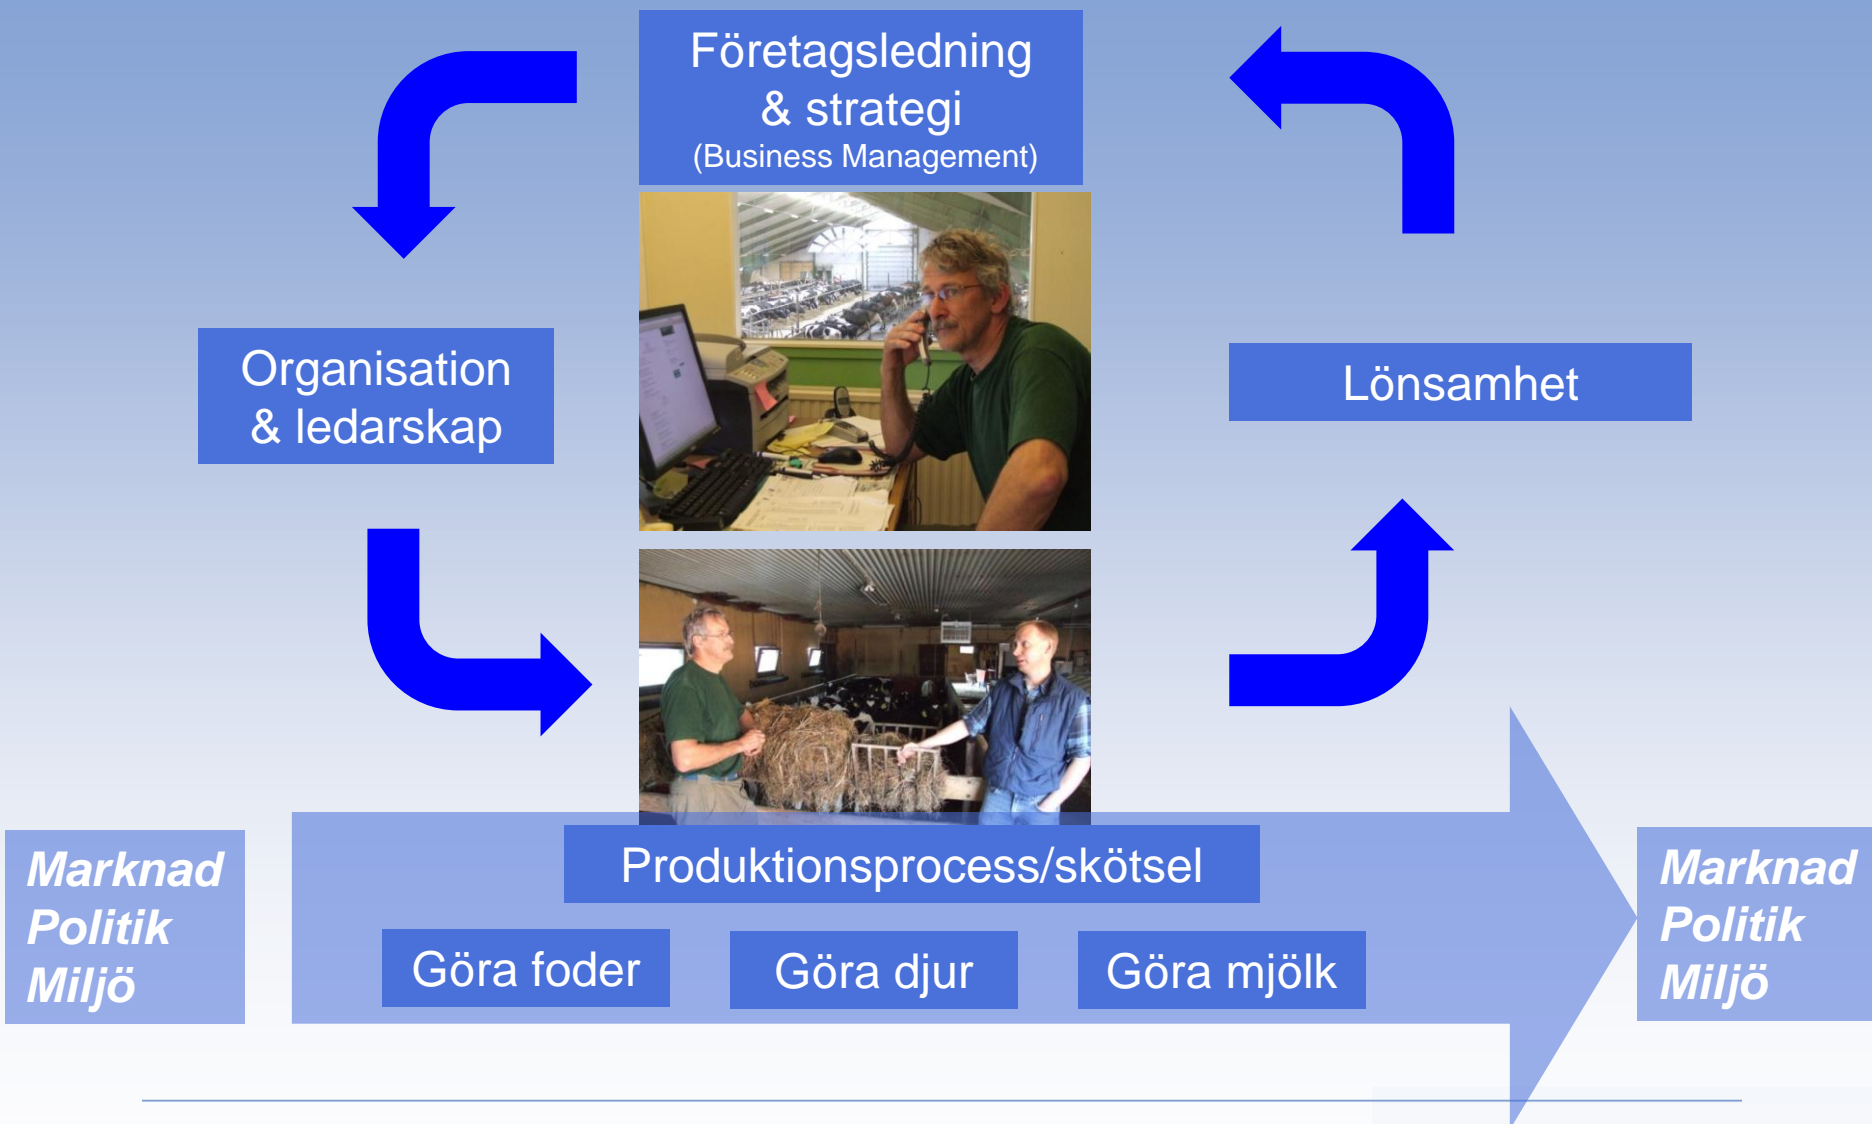 Företagsledning
& strategi
(Business Management)
Organisation
& ledarskap
Lönsamhet
Marknad
Politik
Miljö
Produktionsprocess/skötsel
Göra foder
Göra djur
Göra mjölk
Marknad
Politik
Miljö